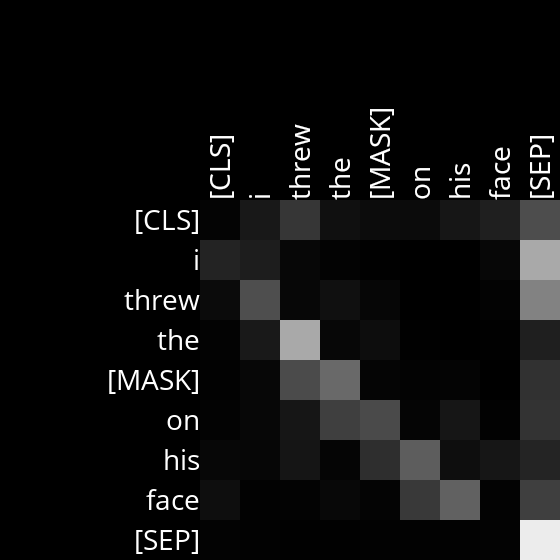 [CLS] i threw the [MASK] on his face [SEP]
[CLS]
i
threw
the
[MASK]
on
his
face
[SEP]